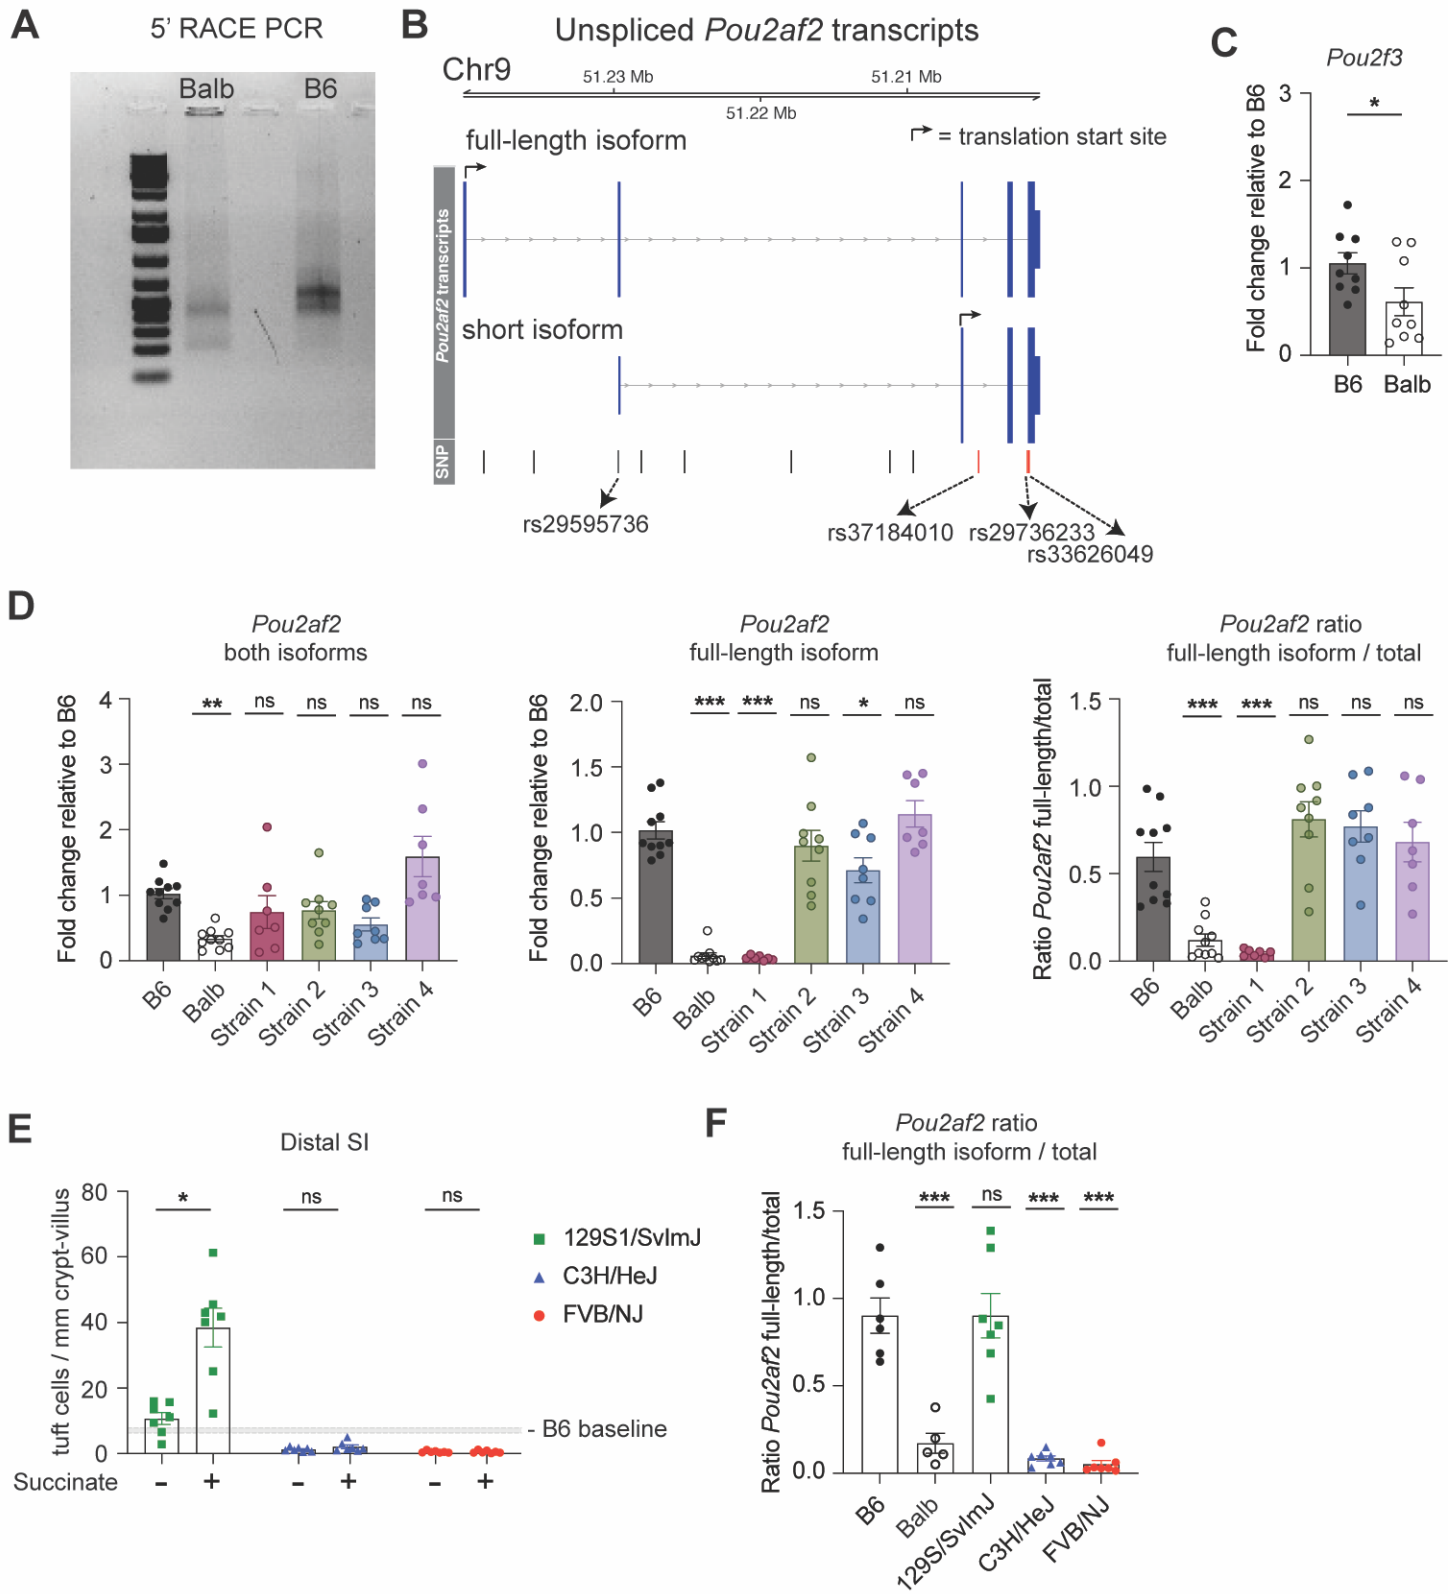 A
5' RACE PCR
Balb
B6
B
Unspliced Pou2af2 transcripts
Chr9
51.23 Mb
51.21 Mb
51.22 Mb
full-length isoform
= translation start site
short isoform
Pou2af2 transcripts
SNP
rs29595736
rs37184010
rs29736233
rs33626049
C
Pou2f3
Fold change relative to B6
3
2
1
0
*
B6
Balb
D
Pou2af2
both isoforms
Fold change relative to B6
4
3
2
1
0
**
ns
ns
ns
ns
B6
Balb
Strain 1
Strain 2
Strain 3
Strain 4
Pou2af2
full-length isoform
Fold change relative to B6
2.0
1.5
1.0
0.5
0.0
***
***
ns
*
ns
B6
Balb
Strain 1
Strain 2
Strain 3
Strain 4
Pou2af2 ratio
full-length isoform / total
Ratio Pou2af2 full-length/total
1.5
1.0
0.5
0.0
***
***
ns
ns
ns
B6
Balb
Strain 1
Strain 2
Strain 3
Strain 4
E
Distal SI
tuft cells / mm crypt-villus
80
60
40
20
0
*
ns
ns
129S1/SvImJ
C3H/HeJ
FVB/NJ
- B6 baseline
Succinate - + - + - +
F
Pou2af2 ratio
full-length isoform / total
Ratio Pou2af2 full-length/total
1.5
1.0
0.5
0.0
***
ns
***
***
B6
Balb
129S/SvImJ
C3H/HeJ
FVB/NJ